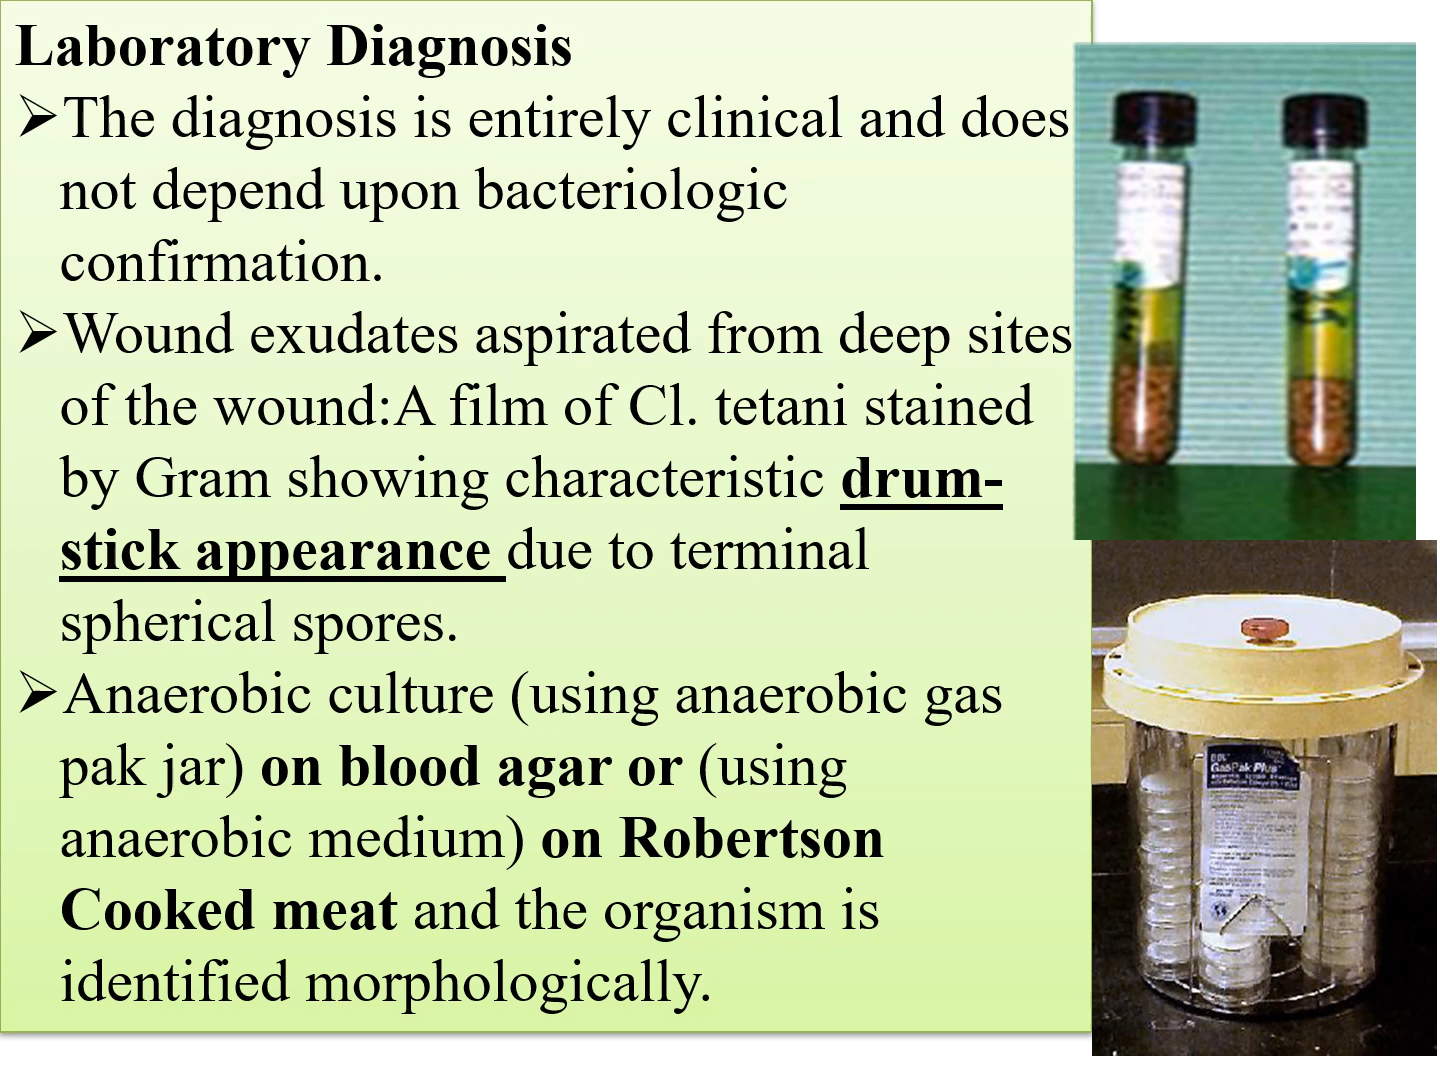 Laboratory Diagnosis
➢The diagnosis is entirely clinical and does
not depend upon bacteriologic
confirmation.
➢Wound exudates aspirated from deep sites
of the wound:A film of Cl. tetani stained
by Gram showing characteristic drum-
stick appearance due to terminal
spherical spores.
➢Anaerobic culture (using anaerobic gas
pak jar) on blood agar or (using
anaerobic medium) on Robertson
Cooked meat and the organism is
identified morphologically.
BBL
GasPak Plus